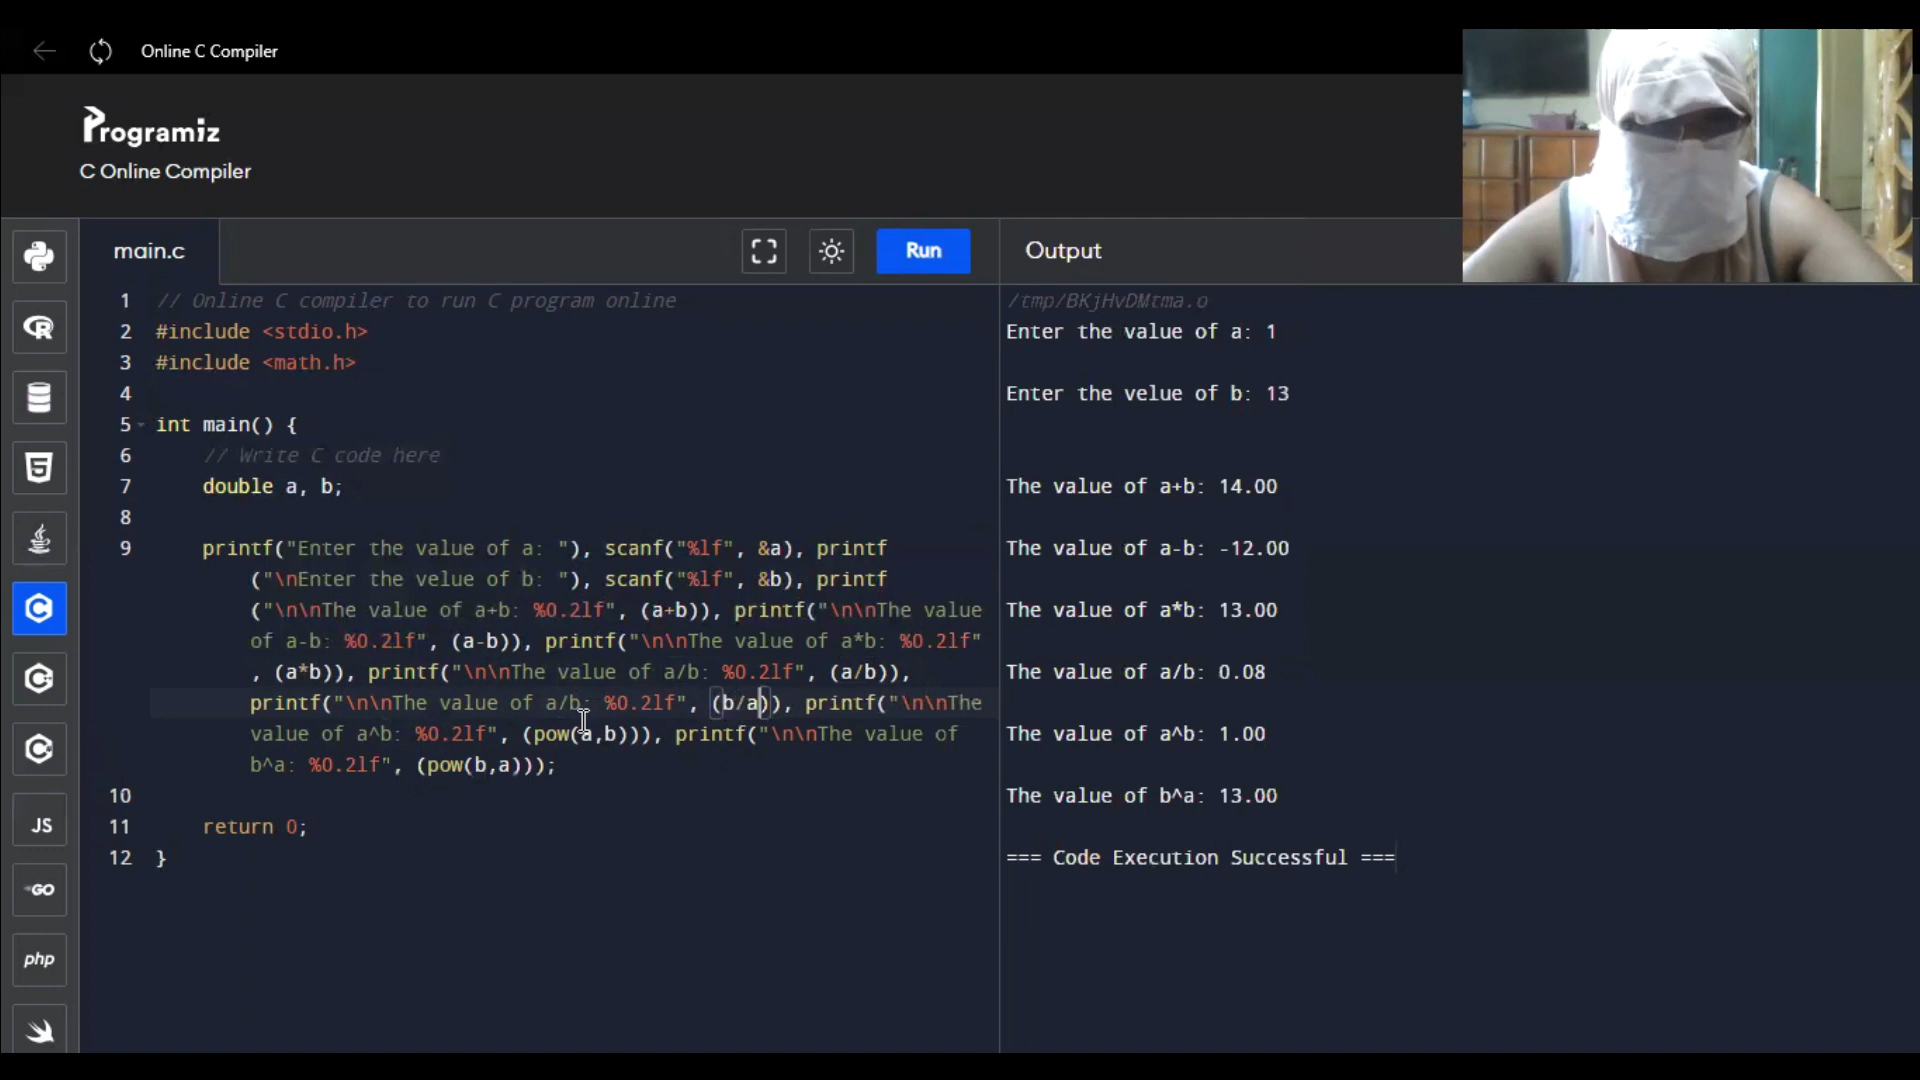 Online C Compiler
Programiz
C Online Compiler
main.c
Run
Output
1 // Online C compiler to run C program online
2 #include <stdio.h>
3 #include <math.h>
4
5 int main() {
6 // Write C code here
7 double a, b;
8
9 printf("Enter the value of a: "), scanf("%lf", &a), printf
("\nEnter the velue of b: "), scanf("%lf", &b), printf
("\n\nThe value of a+b: %0.2lf", (a+b)), printf("\n\nThe value
of a-b: %0.2lf", (a-b)), printf("\n\nThe value of a*b: %0.2lf"
, (a*b)), printf("\n\nThe value of a/b: %0.2lf", (a/b)),
printf("\n\nThe value of a/b: %0.2lf", (b/a)), printf("\n\nThe
value of a^b: %0.2lf", (pow(a,b))), printf("\n\nThe value of
b^a: %0.2lf", (pow(b,a)));
10
11 return 0;
12 }
/tmp/BKjHvDMtma.o
Enter the value of a: 1
Enter the velue of b: 13
The value of a+b: 14.00
The value of a-b: -12.00
The value of a*b: 13.00
The value of a/b: 0.08
The value of a^b: 1.00
The value of b^a: 13.00
=== Code Execution Successful ===
R
5
C
C
C
JS
GO
php